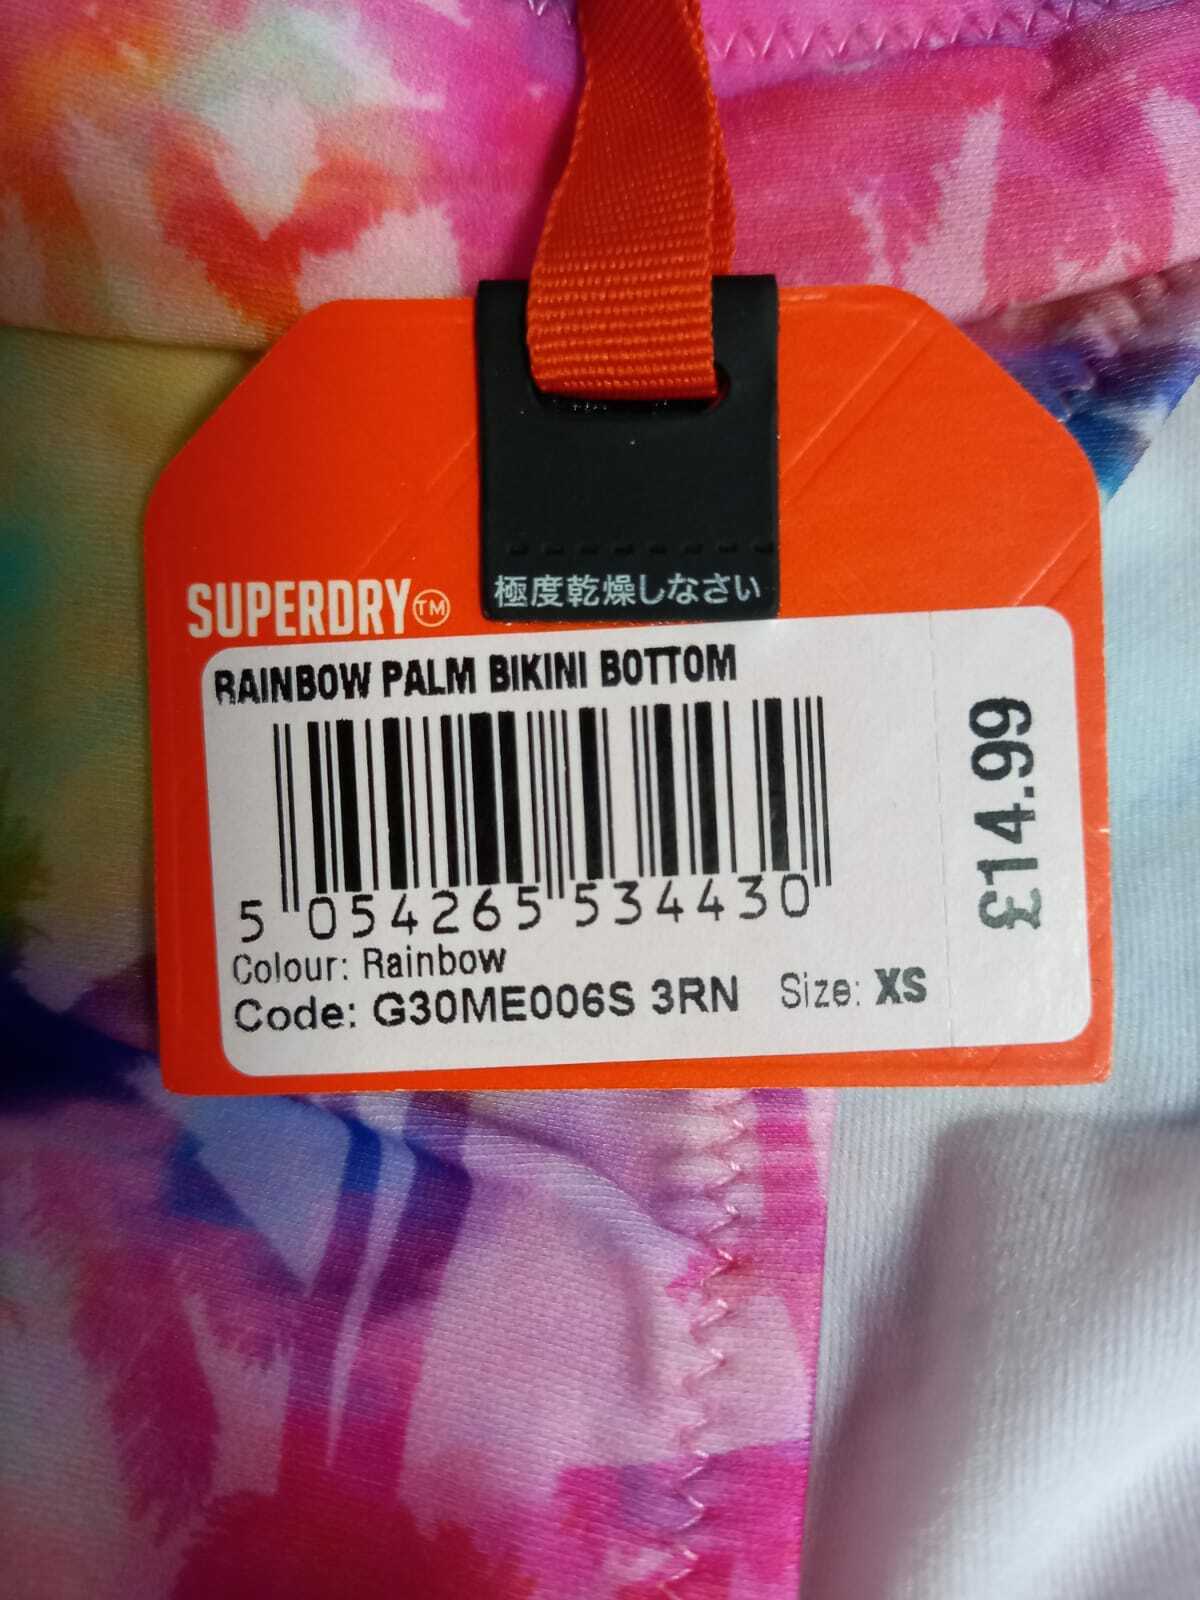 極度乾燥しなさい
SUPERDRY™
RAINBOW PALM BIKINI BOTTOM
5 054265 534430
Colour: Rainbow
Code: G30ME006S 3RN Size: XS
£14.99